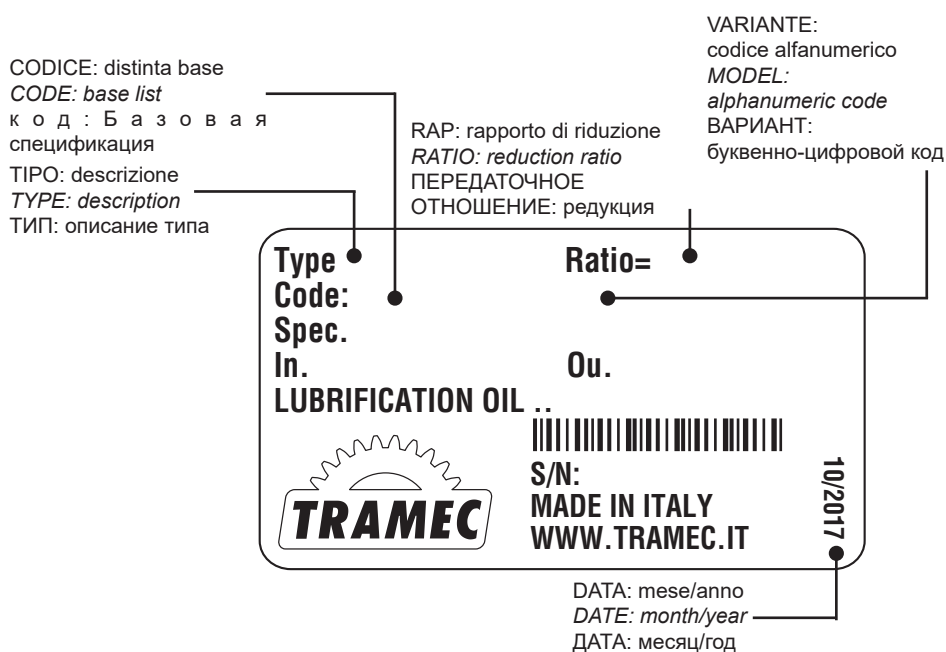 VARIANTE:
codice alfanumerico
MODEL:
alphanumeric code
ВАРИАНТ:
буквенно-цифровой код
CODICE: distinta base
CODE: base list
к о д : Б а з о в а я
спецификация
TIPO: descrizione
TYPE: description
ТИП: описание типа
RAP: rapporto di riduzione
RATIO: reduction ratio
ПЕРЕДАТОЧНОЕ
ОТНОШЕНИЕ: редукция
Type
Ratio=
Code:
Spec.
In.
Ou.
LUBRIFICATION OIL ..
TRAMEC
S/N:
MADE IN ITALY
WWW.TRAMEC.IT
10/2017
DATA: mese/anno
DATE: month/year
ДАТА: месяц/год